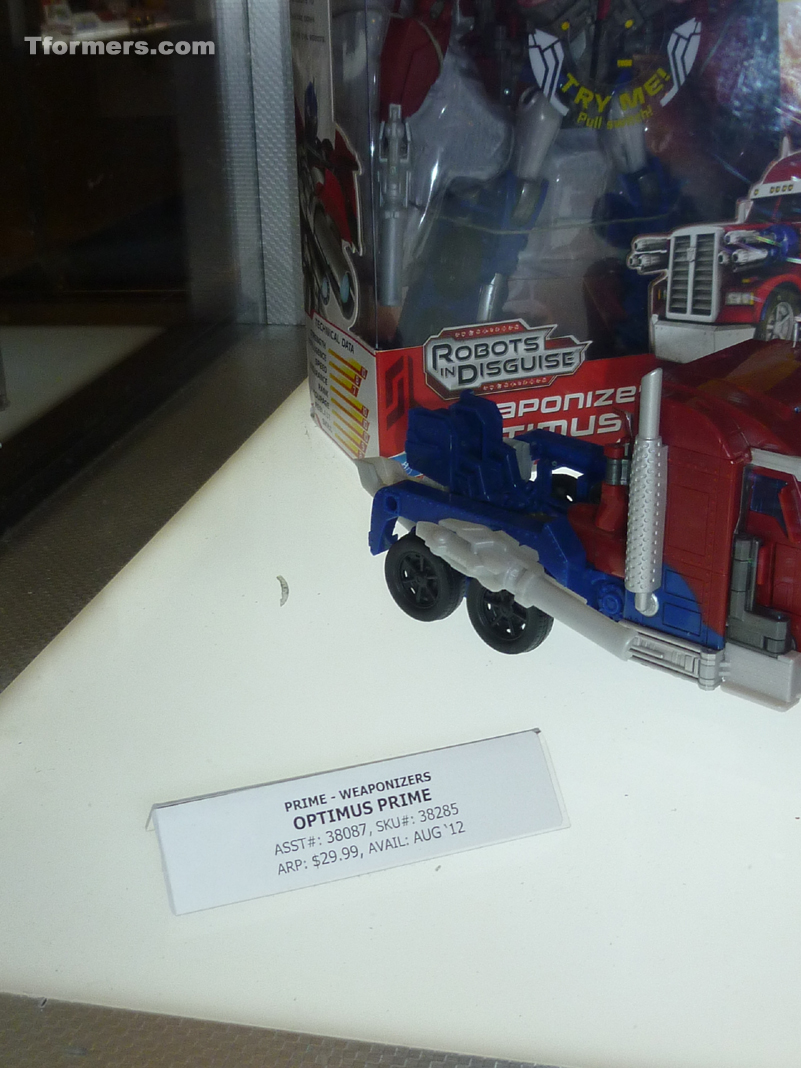 Tformers.com
TRY ME!
Pull switch!
TECHNICAL DATA
SPEED
ROBOTS
IN DISGUISE
PRIME - WEAPONIZERS
OPTIMUS PRIME
ASST#: 38087, SKU#: 38285
ARP: $29.99, AVAIL: AUG '12